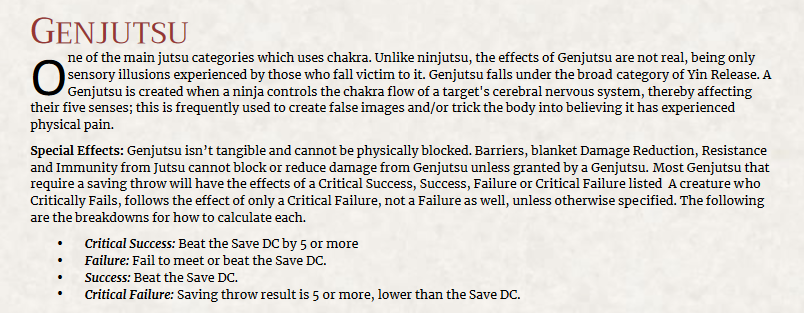 GENJUTSU
One of the main jutsu categories which uses chakra. Unlike ninjutsu, the effects of Genjutsu are not real, being only
sensory illusions experienced by those who fall victim to it. Genjutsu falls under the broad category of Yin Release. A
Genjutsu is created when a ninja controls the chakra flow of a target's cerebral nervous system, thereby affecting
their five senses; this is frequently used to create false images and/or trick the body into believing it has experienced
physical pain.
Special Effects: Genjutsu isn’t tangible and cannot be physically blocked. Barriers, blanket Damage Reduction, Resistance
and Immunity from Jutsu cannot block or reduce damage from Genjutsu unless granted by a Genjutsu. Most Genjutsu that
require a saving throw will have the effects of a Critical Success, Success, Failure or Critical Failure listed A creature who
Critically Fails, follows the effect of only a Critical Failure, not a Failure as well, unless otherwise specified. The following
are the breakdowns for how to calculate each.
• Critical Success: Beat the Save DC by 5 or more
• Failure: Fail to meet or beat the Save DC.
• Success: Beat the Save DC.
• Critical Failure: Saving throw result is 5 or more, lower than the Save DC.